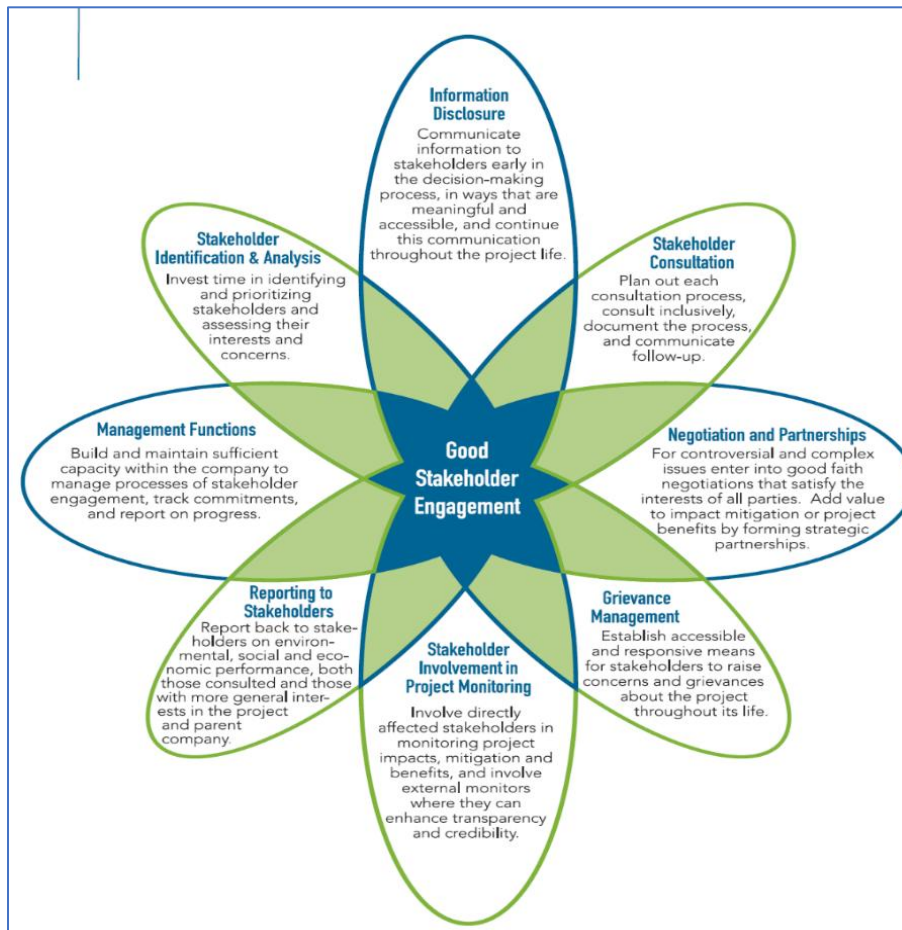 Information
Disclosure
Communicate
information to
stakeholders early in
the decision-making
process, in ways that are
meaningful and
accessible, and continue
this communication
throughout the project life.
Stakeholder
Identification & Analysis
Invest time in identifying
and prioritizing
stakeholders and
assessing their
interests and
concerns.
Stakeholder
Consultation
Plan out each
consultation process,
consult inclusively,
document the process,
and communicate
follow-up.
Management Functions
Build and maintain sufficient
capacity within the company to
manage processes of stakeholder
engagement, track commitments,
and report on progress.
Good
Stakeholder
Engagement
Negotiation and Partnerships
For controversial and complex
issues enter into good faith
negotiations that satisfy the
interests of all parties. Add value
to impact mitigation or project
benefits by forming strategic
partnerships.
Reporting to
Stakeholders
Report back to stake-
holders on environ-
mental, social and eco-
nomic performance, both
those consulted and those
with more general inter-
ests in the project
and parent
company.
Stakeholder
Involvement in
Project Monitoring
Involve directly
affected stakeholders in
monitoring project
impacts, mitigation and
benefits, and involve
external monitors
where they can
enhance transparency
and credibility.
Grievance
Management
Establish accessible
and responsive means
for stakeholders to raise
concerns and grievances
about the project
throughout its life.